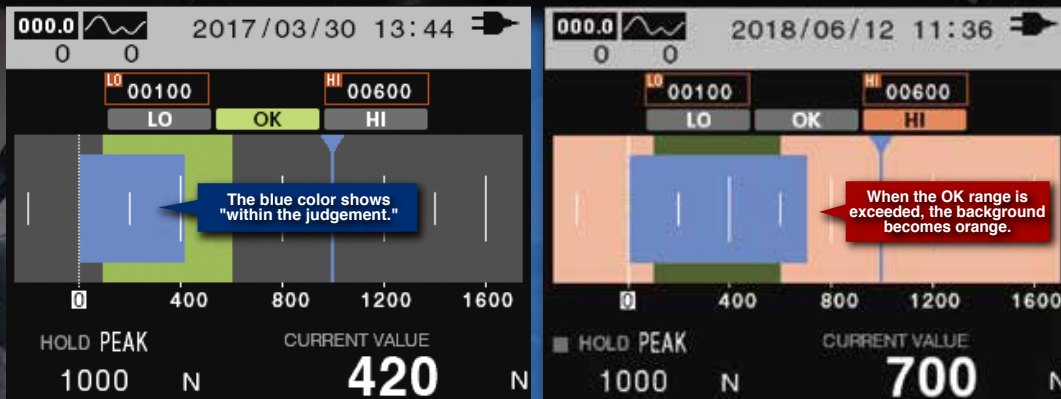 000.0
0 0
2017/03/30 13:44
LO 00100
HI 00600
LO OK HI
The blue color shows
"within the judgement."
0 400 800 1200 1600
HOLD PEAK
CURRENT VALUE
1000 N
420 N
000.0
0 0
2018/06/12 11:36
LO 00100
HI 00600
LO OK HI
When the OK range is
exceeded, the background
becomes orange.
0 400 800 1200 1600
HOLD PEAK
CURRENT VALUE
1000 N
700 N